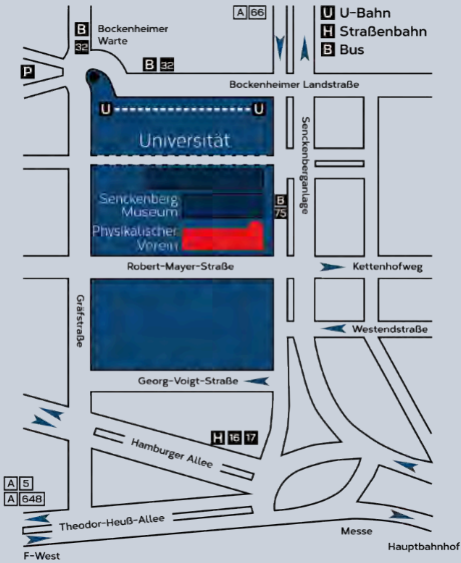 A 66
U U-Bahn
H Straßenbahn
B Bus
B
32
Bockenheimer
Warte
P
B 32
Bockenheimer Landstraße
U
U
Universität
Senckenberganlage
Senckenberg
Museum
B
75
Physikalischer
Verein
Robert-Mayer-Straße
Kettenhofweg
Gräfstraße
Westendstraße
Georg-Voigt-Straße
H 16 17
Hamburger Allee
A 5
A 648
Theodor-Heuß-Allee
Messe
Hauptbahnhof
F-West